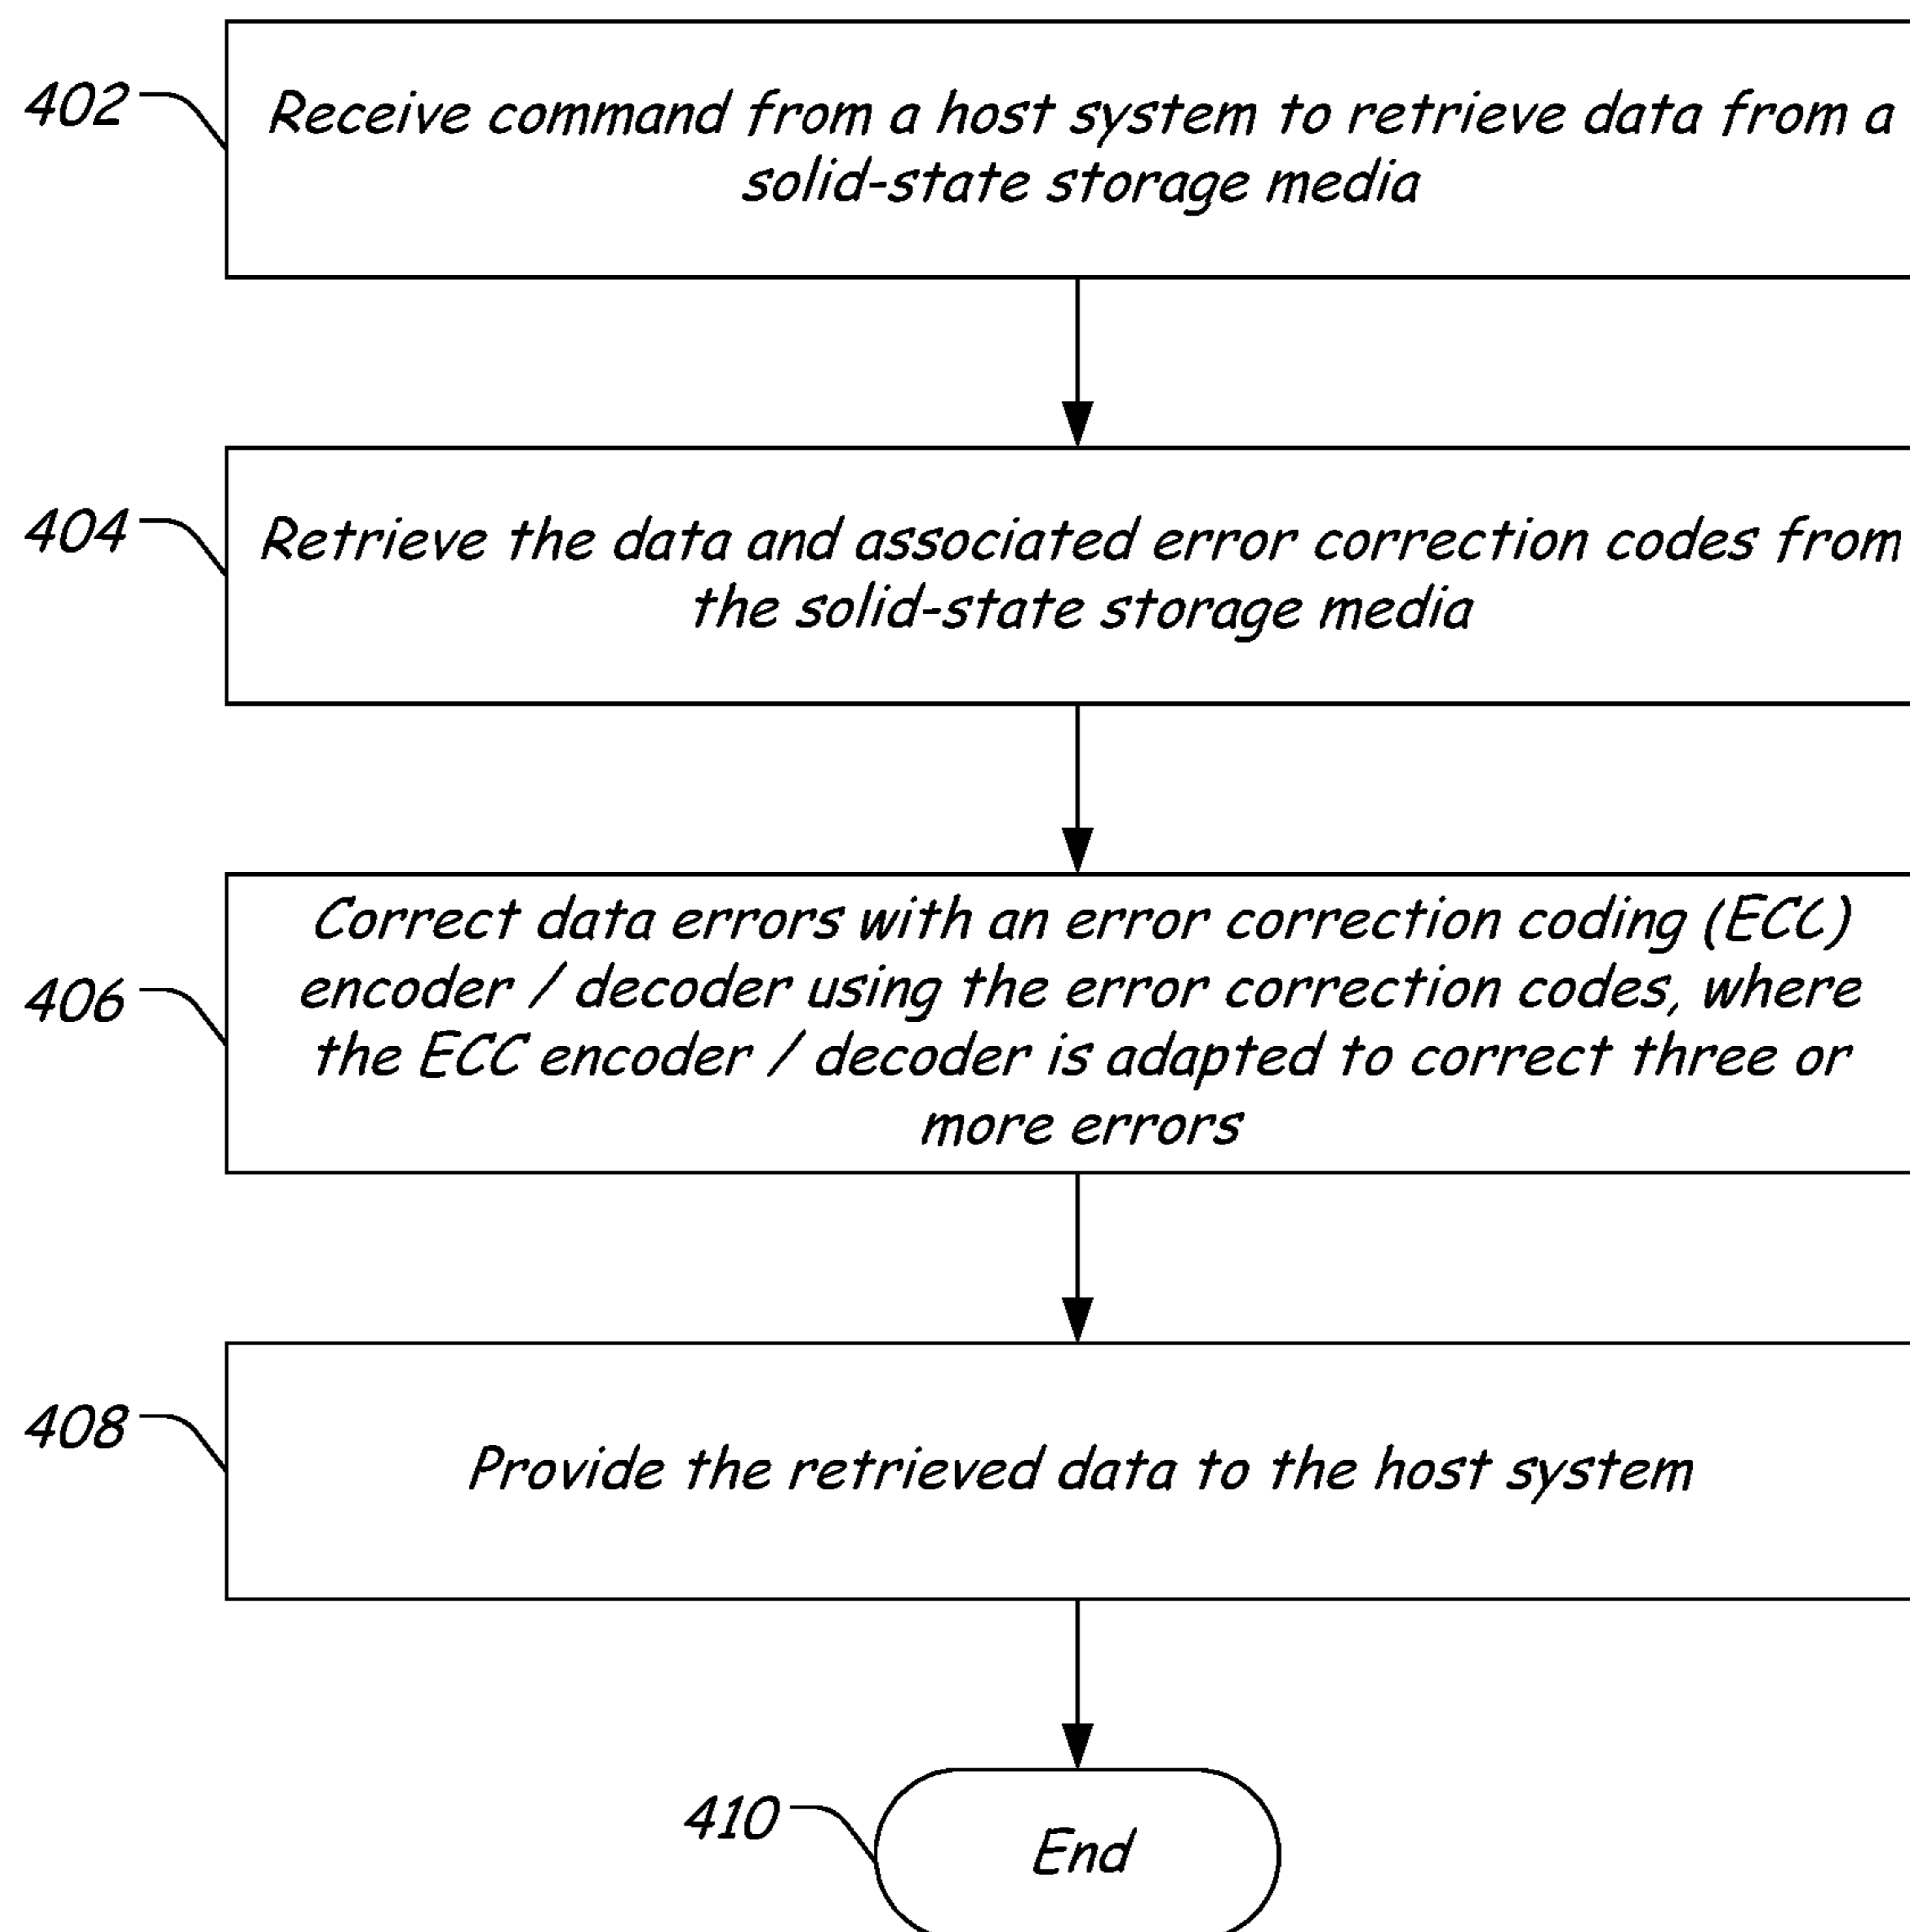 402
Receive command from a host system to retrieve data from a
solid-state storage media
404
Retrieve the data and associated error correction codes from
the solid-state storage media
406
Correct data errors with an error correction coding (ECC)
encoder / decoder using the error correction codes, where
the ECC encoder / decoder is adapted to correct three or
more errors
408
Provide the retrieved data to the host system
410
End